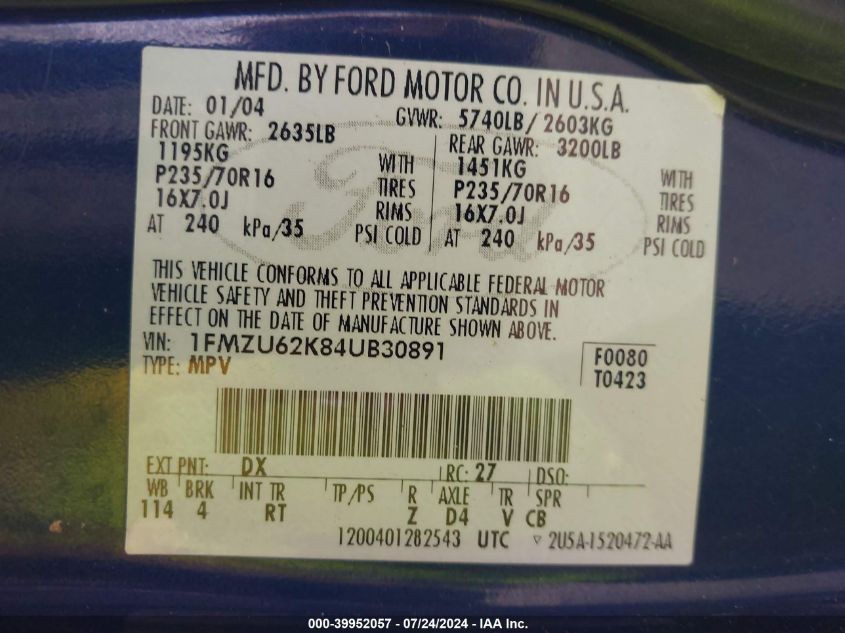 MFD. BY FORD MOTOR CO. IN U.S.A.
DATE: 01/04 GVWR: 5740LB/ 2603KG
FRONT GAWR: 2635LB REAR GAWR: 3200LB
1195KG WITH 1451KG WITH
P235/70R16 TIRES P235/70R16 TIRES
16X7.0J RIMS 16X7.0J RIMS
AT 240 kPa/35 PSI COLD AT 240 kPa/35 PSI COLD
Ford
THIS VEHICLE CONFORMS TO ALL APPLICABLE FEDERAL MOTOR
VEHICLE SAFETY AND THEFT PREVENTION STANDARDS IN
EFFECT ON THE DATE OF MANUFACTURE SHOWN ABOVE.
VIN: 1FMZU62K84UB30891 F0080
TYPE: MPV T0423
EXT PNT: DX RC: 27 DSO:
WB BRK INT TR TP/PS R AXLE TR SPR
114 4 RT Z D4 V CB
1200401282543 UTC ▽ 2U5A-1520472-AA
000-39952057 / 07/24/2024 - IAA Inc.